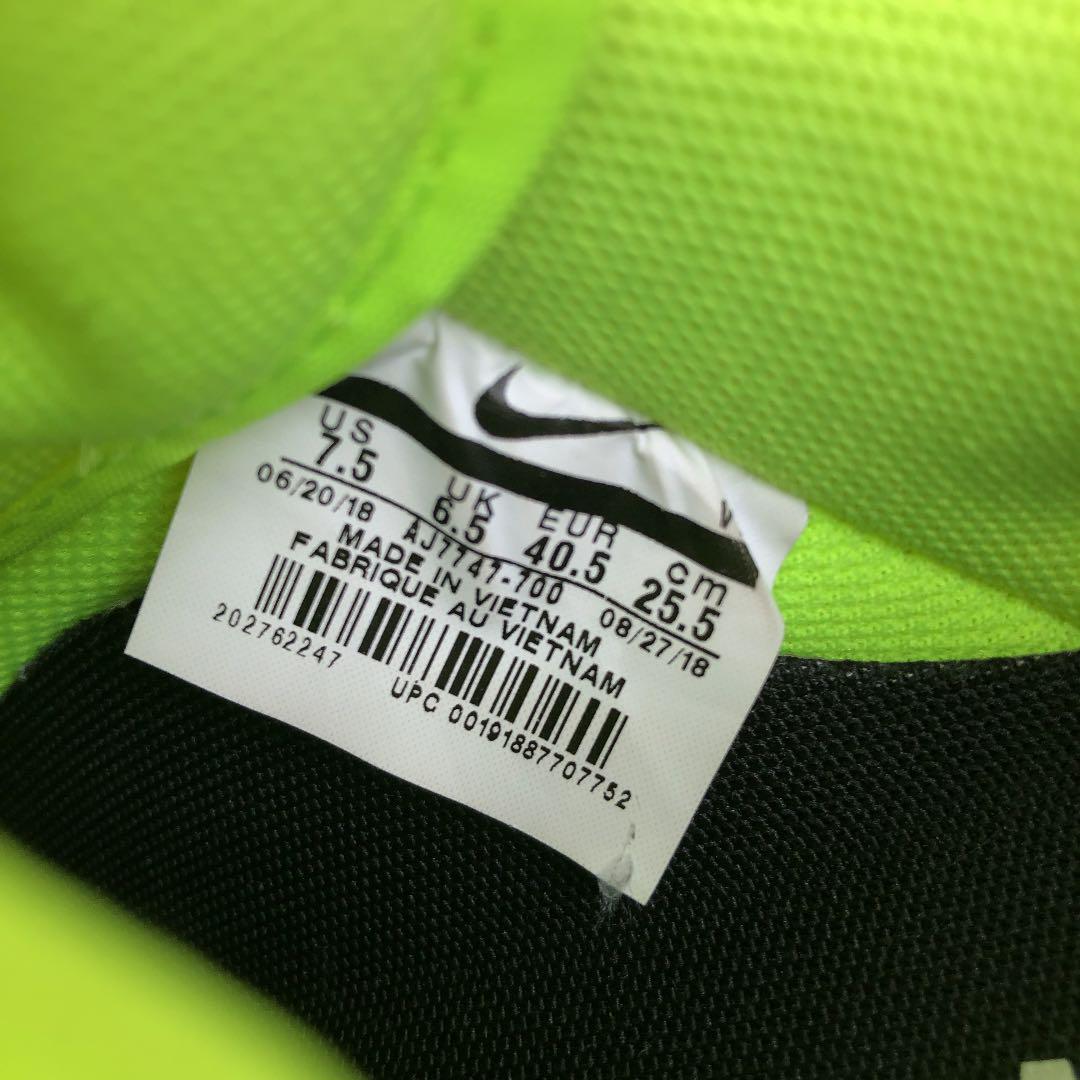 US UK EUR cm
7.5 6.5 40.5 25.5
06/20/18 AJ7747-700 08/27/18
MADE IN VIETNAM
FABRIQUE AU VIETNAM
202762247
UPC 00191887707752